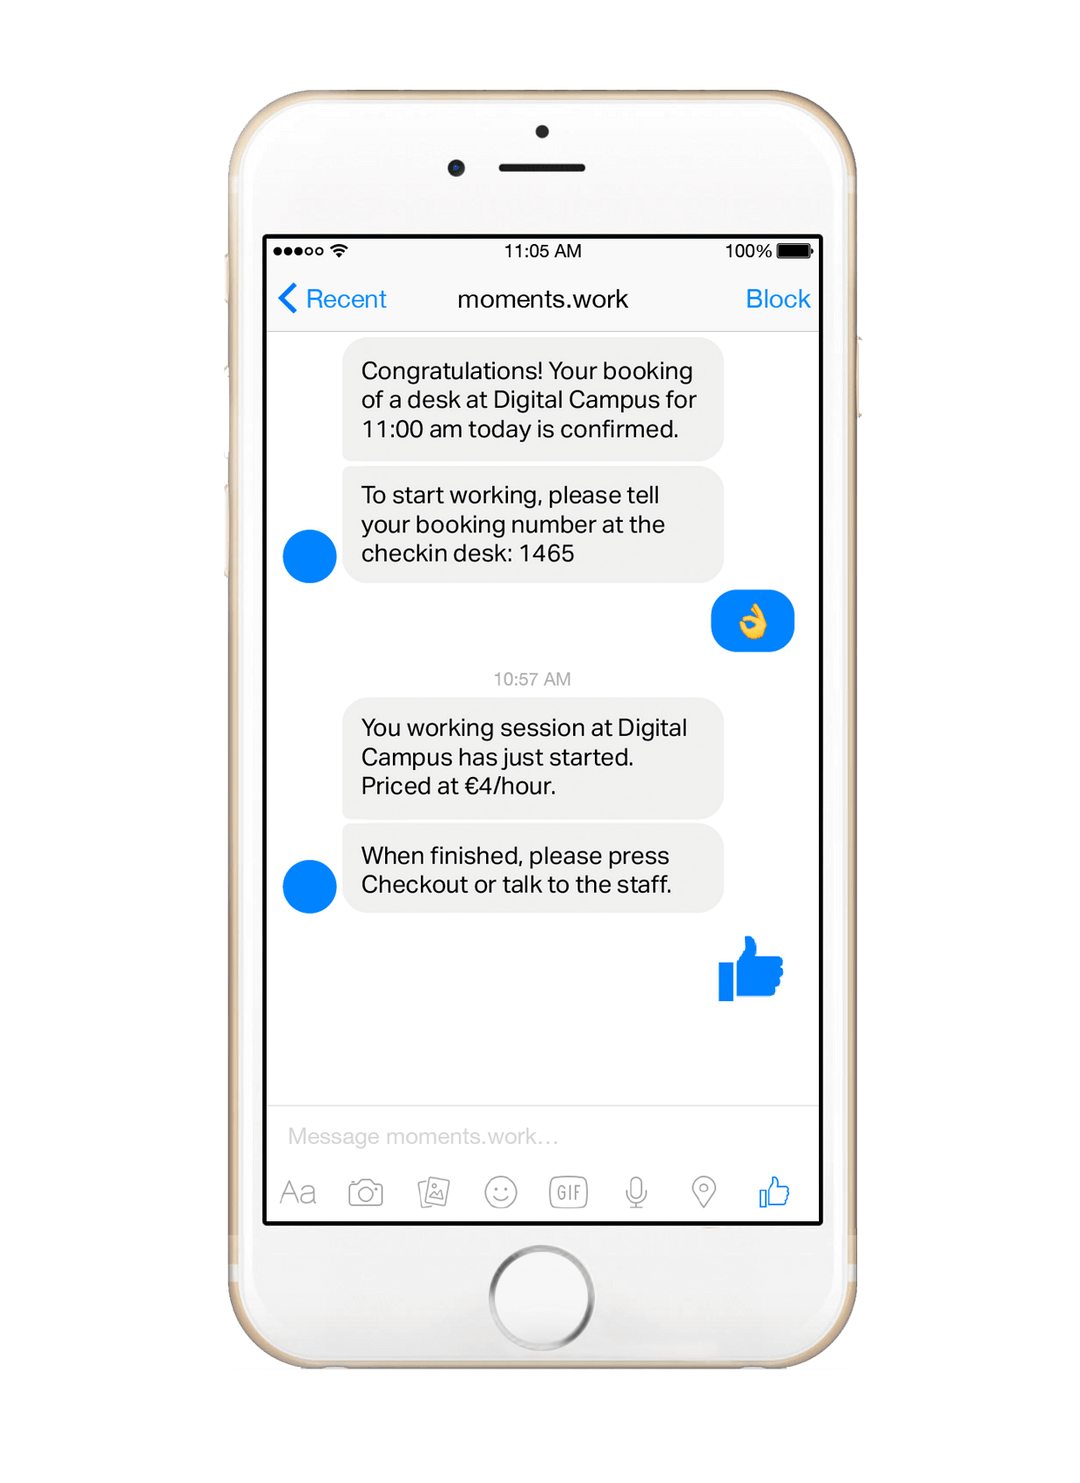 11:05 AM 100%
Recent moments.work Block
Congratulations! Your booking
of a desk at Digital Campus for
11:00 am today is confirmed.
To start working, please tell
your booking number at the
checkin desk: 1465
10:57 AM
You working session at Digital
Campus has just started.
Priced at €4/hour.
When finished, please press
Checkout or talk to the staff.
Message moments.work...
Aa GIF